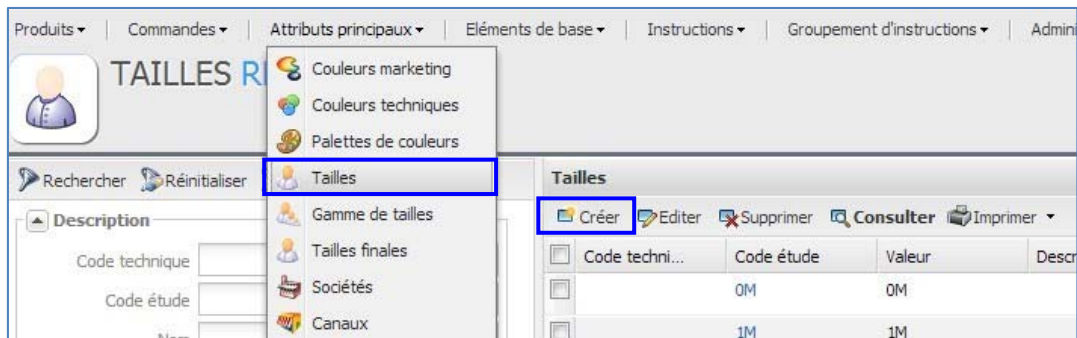 Produits Commandes Attributs principaux Eléments de base Instructions Groupement d'instructions
TAILLES
Couleurs marketing
Couleurs techniques
Palettes de couleurs
Tailles
Gamme de tailles
Tailles finales
Sociétés
Canaux
Rechercher Réinitialiser
Description
Code technique
Code étude
Tailles
Créer Editer Supprimer Consulter Imprimer
Code techni... Code étude Valeur
0M 0M
1M 1M